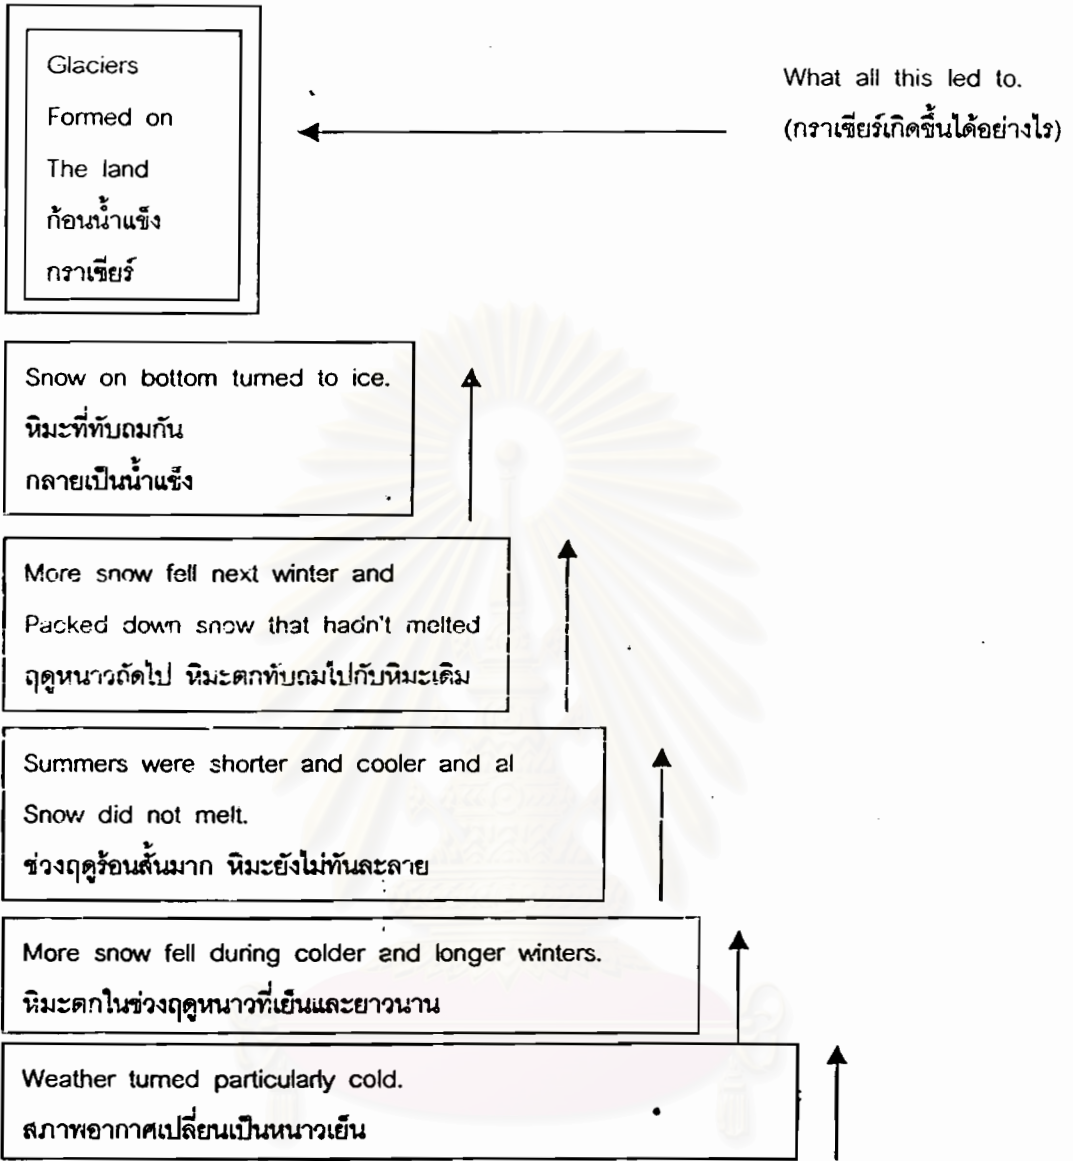 Glaciers
Formed on
The land
ก้อนน้ำแข็ง
กราเซียร์
What all this led to.
(กราเซียร์เกิดขึ้นได้อย่างไร)
Snow on bottom turned to ice.
หิมะที่ทับถมกัน
กลายเป็นน้ำแข็ง
More snow fell next winter and
Packed down snow that hadn't melted
ฤดูหนาวถัดไป หิมะตกทับถมไปกับหิมะเดิม
Summers were shorter and cooler and al
Snow did not melt.
ช่วงฤดูร้อนสั้นมาก หิมะยังไม่ทันละลาย
More snow fell during colder and longer winters.
หิมะตกในช่วงฤดูหนาวที่เย็นและยาวนาน
Weather turned particularly cold.
สภาพอากาศเปลี่ยนเป็นหนาวเย็น